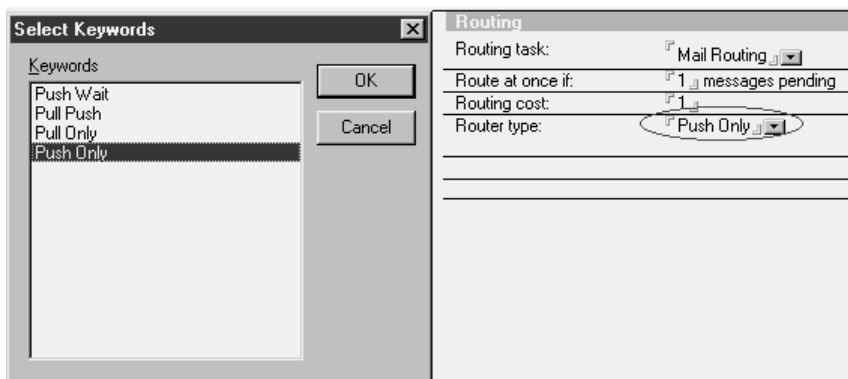 Select Keywords
Keywords
Push Wait
Pull Push
Pull Only
Push Only
OK
Cancel
Routing
Routing task: Mail Routing
Route at once if: 1 messages pending
Routing cost: 1
Router type: Push Only